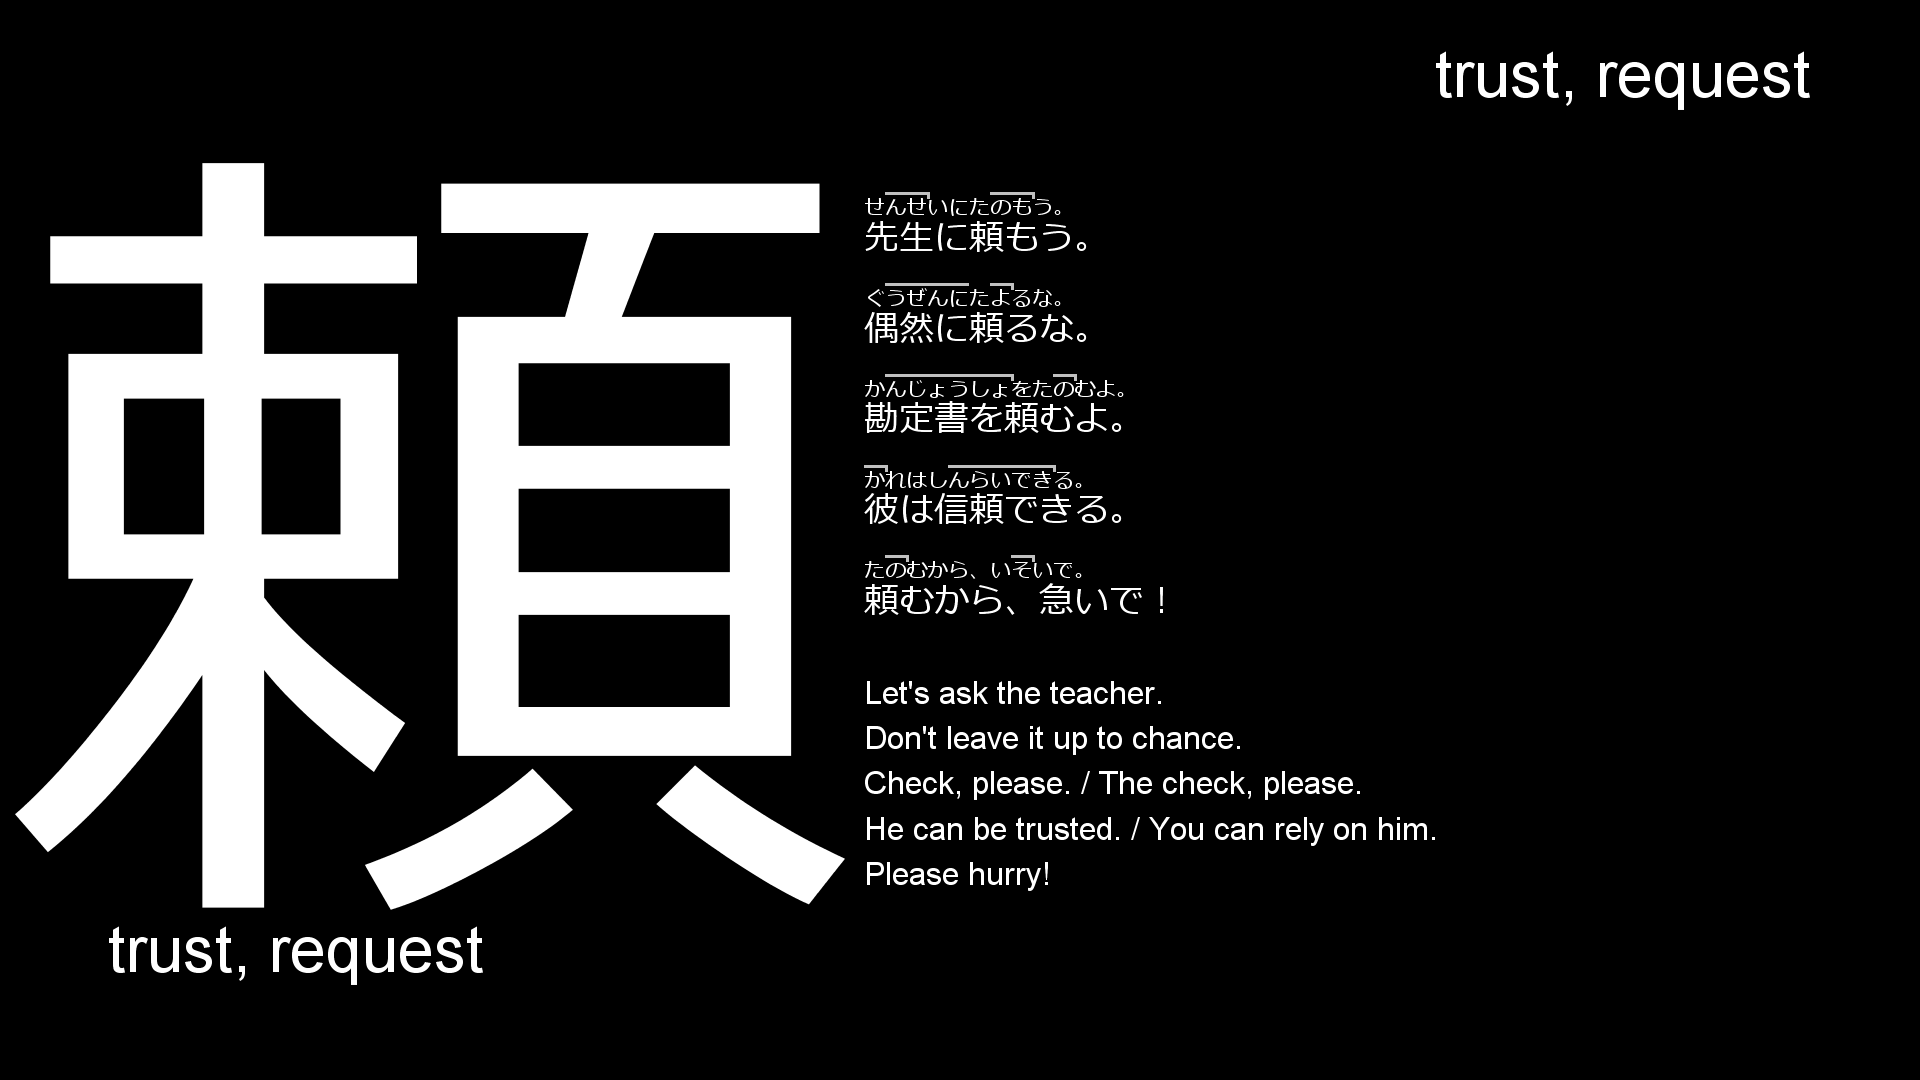 trust, request
頼
せんせいにたのもう。
先生に頼もう。
ぐうぜんにたよるな。
偶然に頼るな。
かんじょうしょをたのむよ。
勘定書を頼むよ。
かれはしんらいできる。
彼は信頼できる。
たのむから、いそいで。
頼むから、急いで！
Let's ask the teacher.
Don't leave it up to chance.
Check, please. / The check, please.
He can be trusted. / You can rely on him.
Please hurry!
trust, request